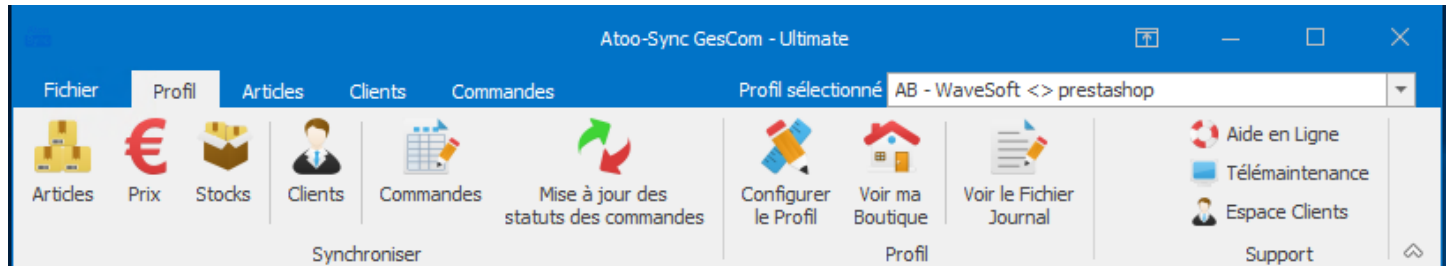 Atoo-Sync GesCom - Ultimate
Fichier Profil Articles Clients Commandes Profil sélectionné AB - WaveSoft <> prestashop
Articles Prix Stocks Clients Commandes Mise à jour des
statuts des commandes
Configurer
le Profil
Voir ma
Boutique
Voir le Fichier
Journal
Aide en Ligne
Télémaintenance
Espace Clients
Synchroniser Profil Support